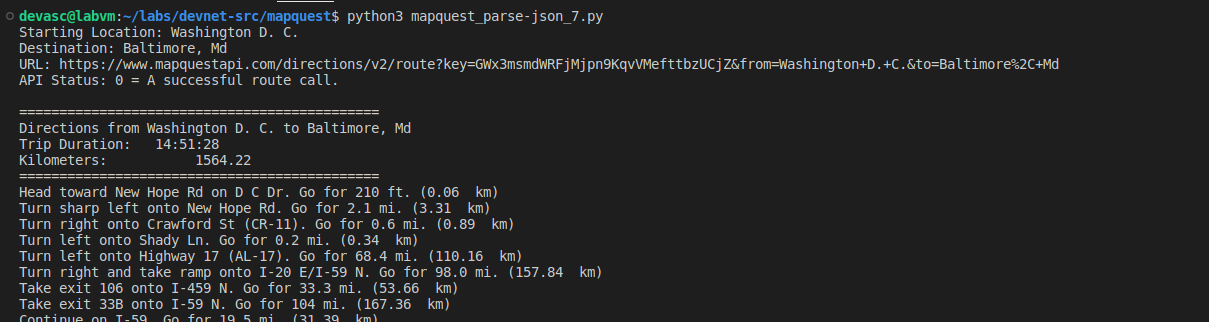 devasc@labvm:~/labs/devnet-src/mapquest$ python3 mapquest_parse-json_7.py
Starting Location: Washington D. C.
Destination: Baltimore, Md
URL: https://www.mapquestapi.com/directions/v2/route?key=GWx3msmdWRFjMjpn9KqvVMefttbzUCjZ&from=Washington+D.+C.&to=Baltimore%2C+Md
API Status: 0 = A successful route call.
=============================================
Directions from Washington D. C. to Baltimore, Md
Trip Duration:   14:51:28
Kilometers:           1564.22
=============================================
Head toward New Hope Rd on D C Dr. Go for 210 ft. (0.06  km)
Turn sharp left onto New Hope Rd. Go for 2.1 mi. (3.31  km)
Turn right onto Crawford St (CR-11). Go for 0.6 mi. (0.89  km)
Turn left onto Shady Ln. Go for 0.2 mi. (0.34  km)
Turn left onto Highway 17 (AL-17). Go for 68.4 mi. (110.16  km)
Turn right and take ramp onto I-20 E/I-59 N. Go for 98.0 mi. (157.84  km)
Take exit 106 onto I-459 N. Go for 33.3 mi. (53.66  km)
Take exit 33B onto I-59 N. Go for 104 mi. (167.36  km)
Continue on I-59. Go for 19.5 mi. (31.39  km)